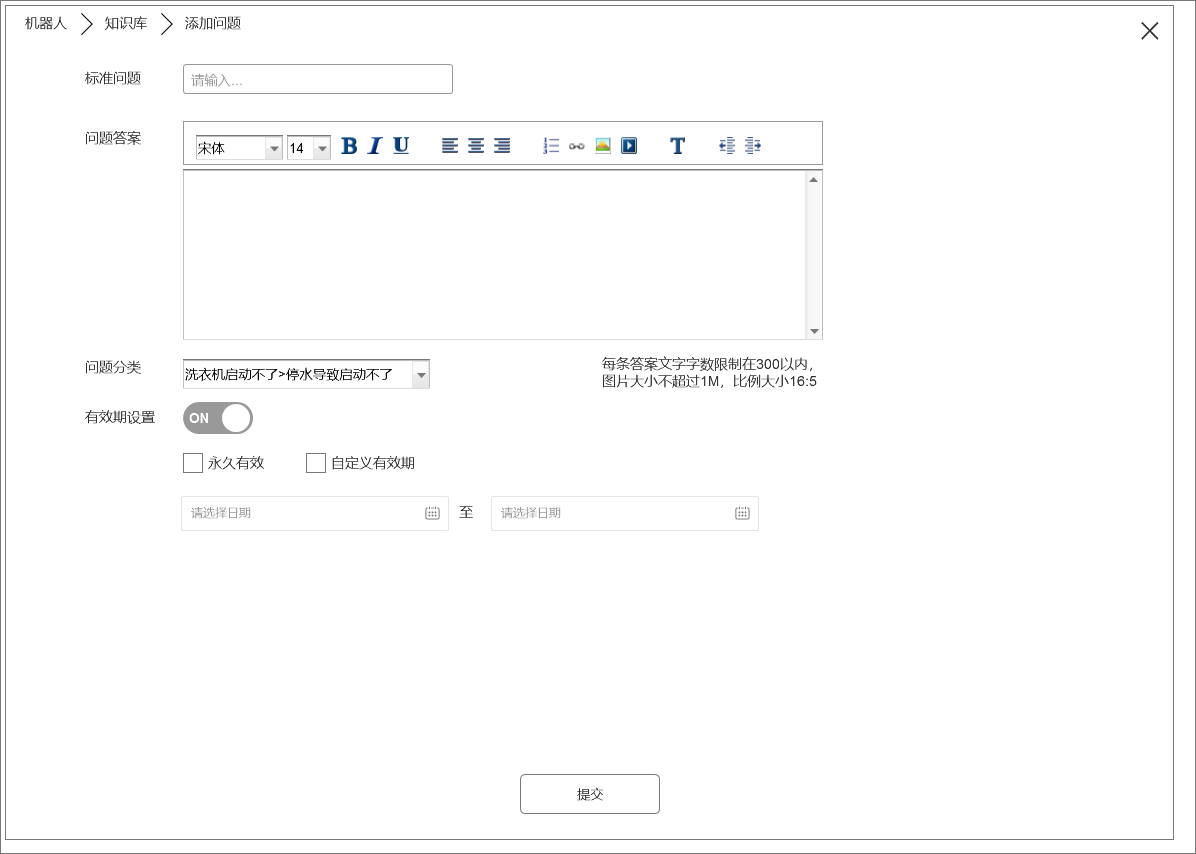 机器人 知识库 添加问题
标准问题 请输入...
问题答案 宋体 14 B I U T
问题分类 洗衣机启动不了>停水导致启动不了
每条答案文字字数限制在300以内，
图片大小不超过1M，比例大小16:5
有效期设置 ON
永久有效 自定义有效期
请选择日期 至 请选择日期
提交